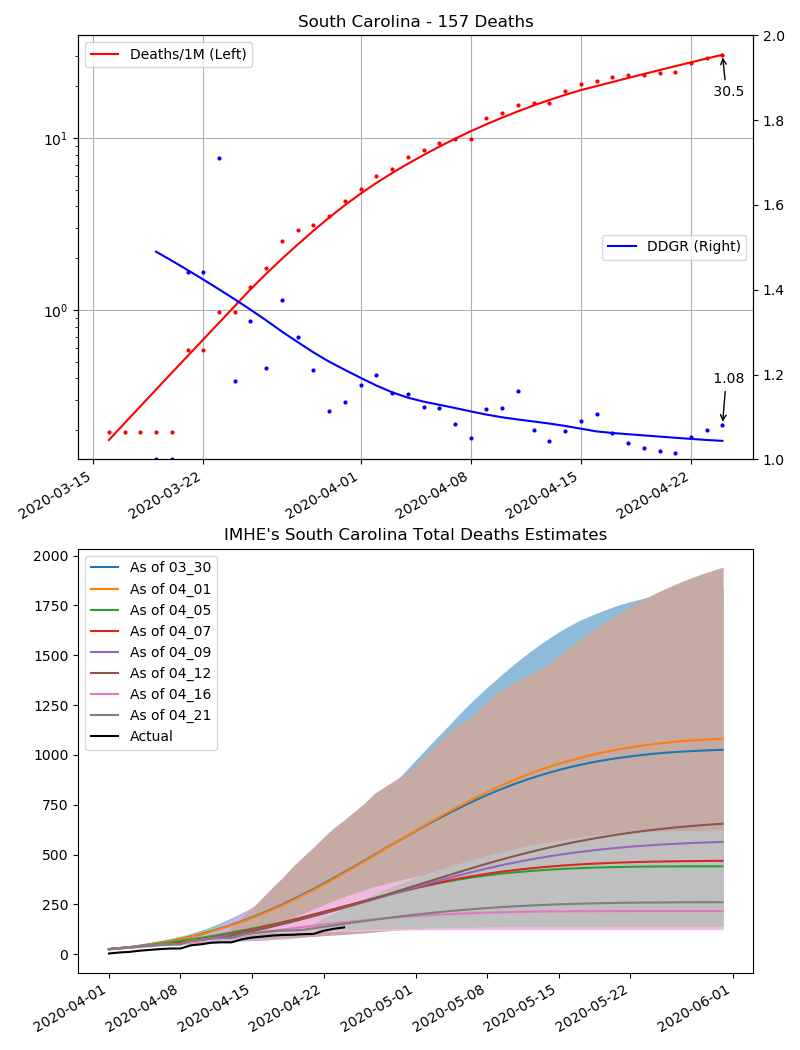 South Carolina - 157 Deaths
Deaths/1M (Left)
2.0
1.8
1.6
1.4
1.2
1.0
10¹
10⁰
30.5
DDGR (Right)
1.08
2020-03-15
2020-03-22
2020-04-01
2020-04-08
2020-04-15
2020-04-22
IMHE's South Carolina Total Deaths Estimates
2000
1750
1500
1250
1000
750
500
250
0
As of 03_30
As of 04_01
As of 04_05
As of 04_07
As of 04_09
As of 04_12
As of 04_16
As of 04_21
Actual
2020-04-01
2020-04-08
2020-04-15
2020-04-22
2020-05-01
2020-05-08
2020-05-15
2020-05-22
2020-06-01